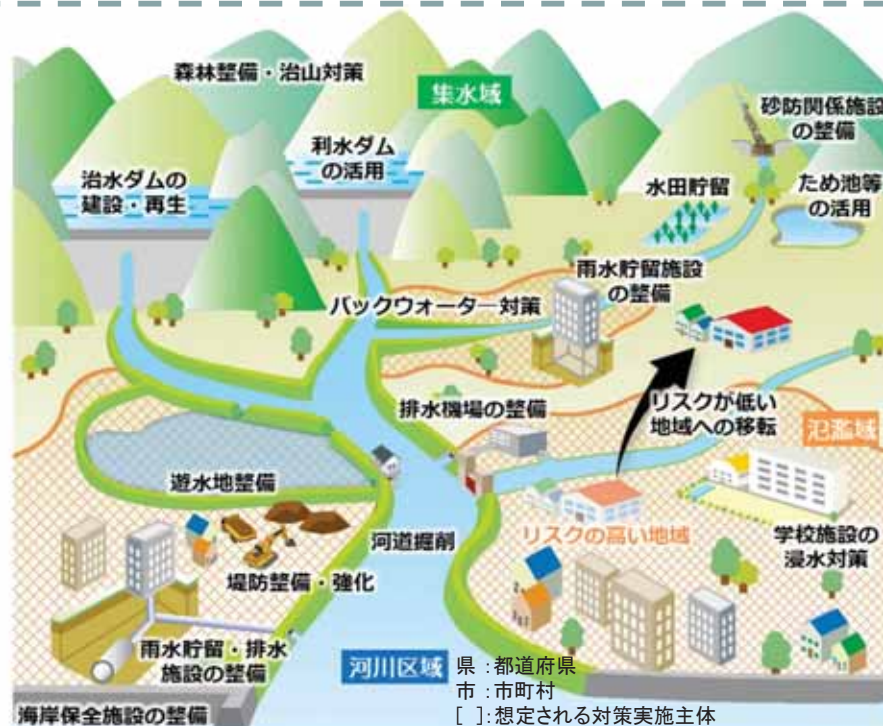 森林整備・治山対策
集水域
砂防関係施設
の整備
利水ダム
の活用
治水ダムの
建設・再生
水田貯留
ため池等
の活用
雨水貯留施設
の整備
バックウォーター対策
排水機場の整備
リスクが低い
地域への移転
氾濫域
遊水地整備
河道掘削
リスクの高い地域
学校施設の
浸水対策
堤防整備・強化
雨水貯留・排水
施設の整備
河川区域
県：都道府県
市：市町村
[ ]：想定される対策実施主体
海岸保全施設の整備